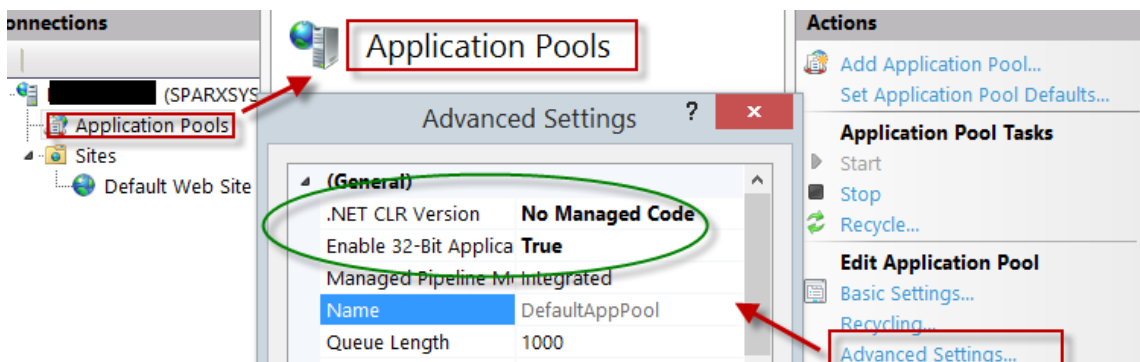 onnections
(SPARXSYS
Application Pools
Sites
Default Web Site
Application Pools
Advanced Settings ? x
(General)
.NET CLR Version No Managed Code
Enable 32-Bit Applica True
Managed Pipeline Mo Integrated
Name DefaultAppPool
Queue Length 1000
Actions
Add Application Pool...
Set Application Pool Defaults...
Application Pool Tasks
Start
Stop
Recycle...
Edit Application Pool
Basic Settings...
Recycling...
Advanced Settings...